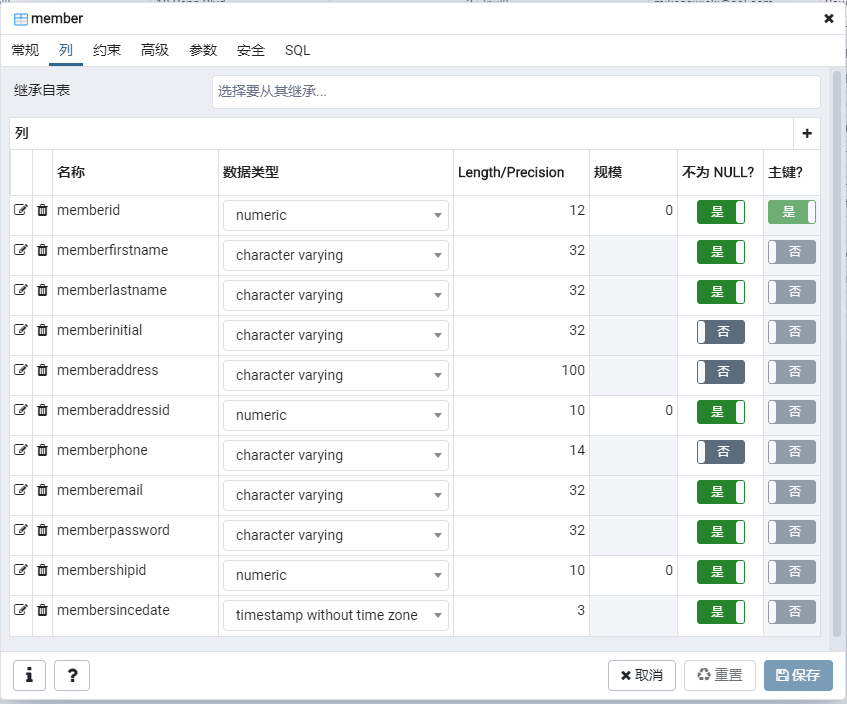 member
常规 列 约束 高级 参数 安全 SQL
继承自表 选择要从其继承...
列
名称 数据类型 Length/Precision 规模 不为 NULL? 主键?
memberid numeric 12 0 是 是
memberfirstname character varying 32 是 否
memberlastname character varying 32 是 否
memberinitial character varying 32 否 否
memberaddress character varying 100 否 否
memberaddressid numeric 10 0 是 否
memberphone character varying 14 否 否
memberemail character varying 32 是 否
memberpassword character varying 32 是 否
membershipid numeric 10 0 是 否
membersincedate timestamp without time zone 3 是 否
取消 重置 保存